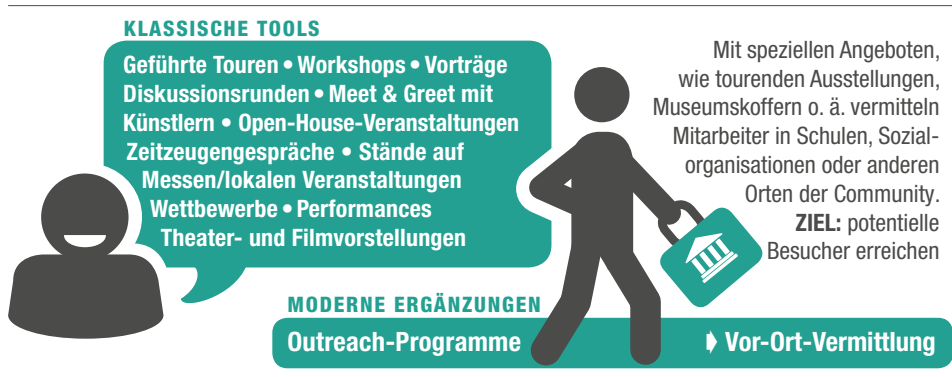 KLASSISCHE TOOLS
Geführte Touren • Workshops • Vorträge
Diskussionsrunden • Meet & Greet mit
Künstlern • Open-House-Veranstaltungen
Zeitzeugengespräche • Stände auf
Messen/lokalen Veranstaltungen
Wettbewerbe • Performances
Theater- und Filmvorstellungen
Mit speziellen Angeboten,
wie tourenden Ausstellungen,
Museumskoffern o. ä. vermitteln
Mitarbeiter in Schulen, Sozial-
organisationen oder anderen
Orten der Community.
ZIEL: potentielle
Besucher erreichen
MODERNE ERGÄNZUNGEN
Outreach-Programme
➧ Vor-Ort-Vermittlung